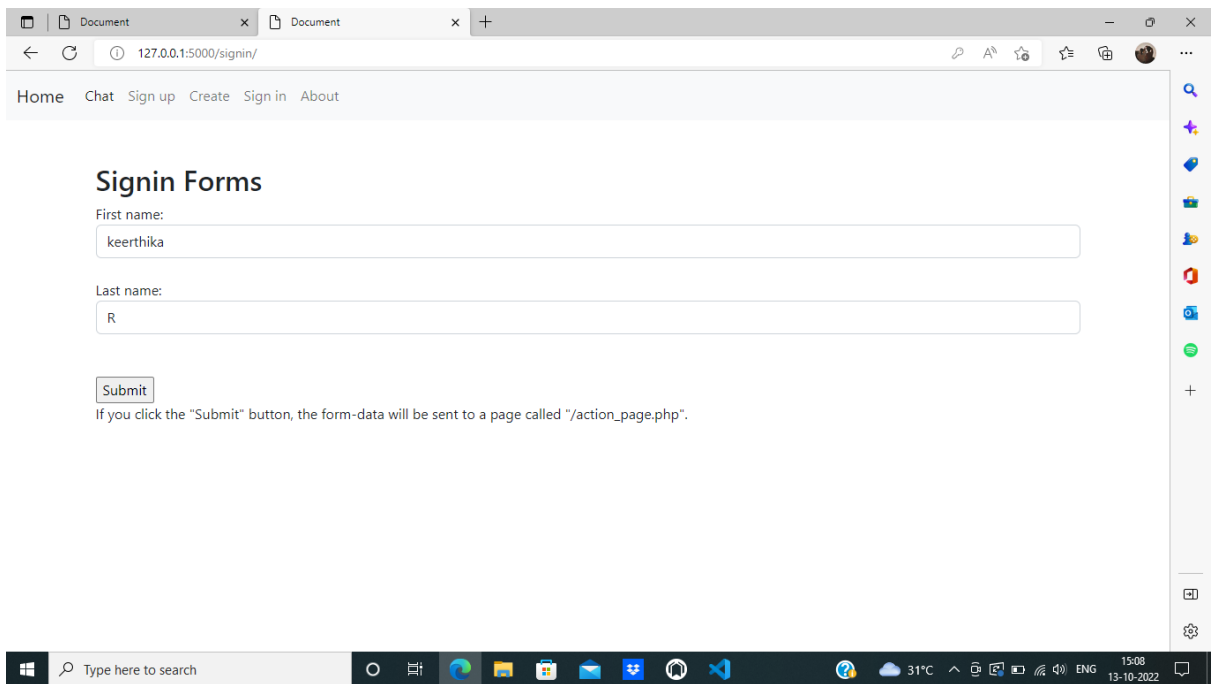 Document Document
127.0.0.1:5000/signin/
Home Chat Sign up Create Sign in About
Signin Forms
First name:
keerthika
Last name:
R
Submit
If you click the "Submit" button, the form-data will be sent to a page called "/action_page.php".
Type here to search 31°C ENG 15:08
13-10-2022